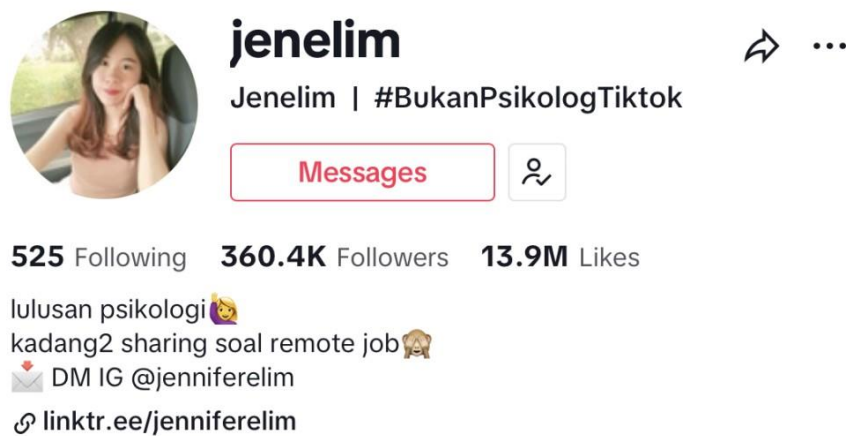 jenelim
Jenelim | #BukanPsikologTiktok
Messages
525 Following 360.4K Followers 13.9M Likes
lulusan psikologi🙋‍♀️
kadang2 sharing soal remote job🙈
📩 DM IG @jenniferelim
linktr.ee/jenniferelim